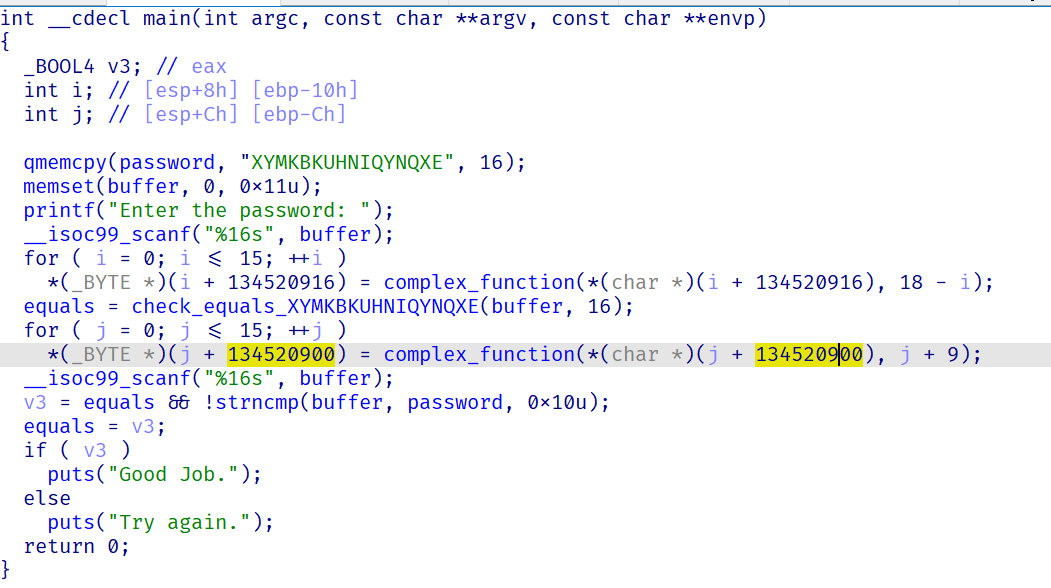 int __cdecl main(int argc, const char **argv, const char **envp)
{
  _BOOL4 v3; // eax
  int i; // [esp+8h] [ebp-10h]
  int j; // [esp+Ch] [ebp-Ch]

  qmemcpy(password, "XYMKBKUHNIQYNQXE", 16);
  memset(buffer, 0, 0×11u);
  printf("Enter the password: ");
  __isoc99_scanf("%16s", buffer);
  for ( i = 0; i <= 15; ++i )
    *(_BYTE *)(i + 134520916) = complex_function(*(char *)(i + 134520916), 18 - i);
  equals = check_equals_XYMKBKUHNIQYNQXE(buffer, 16);
  for ( j = 0; j <= 15; ++j )
    *(_BYTE *)(j + 134520900) = complex_function(*(char *)(j + 134520900), j + 9);
  __isoc99_scanf("%16s", buffer);
  v3 = equals && !strncmp(buffer, password, 0×10u);
  equals = v3;
  if ( v3 )
    puts("Good Job.");
  else
    puts("Try again.");
  return 0;
}